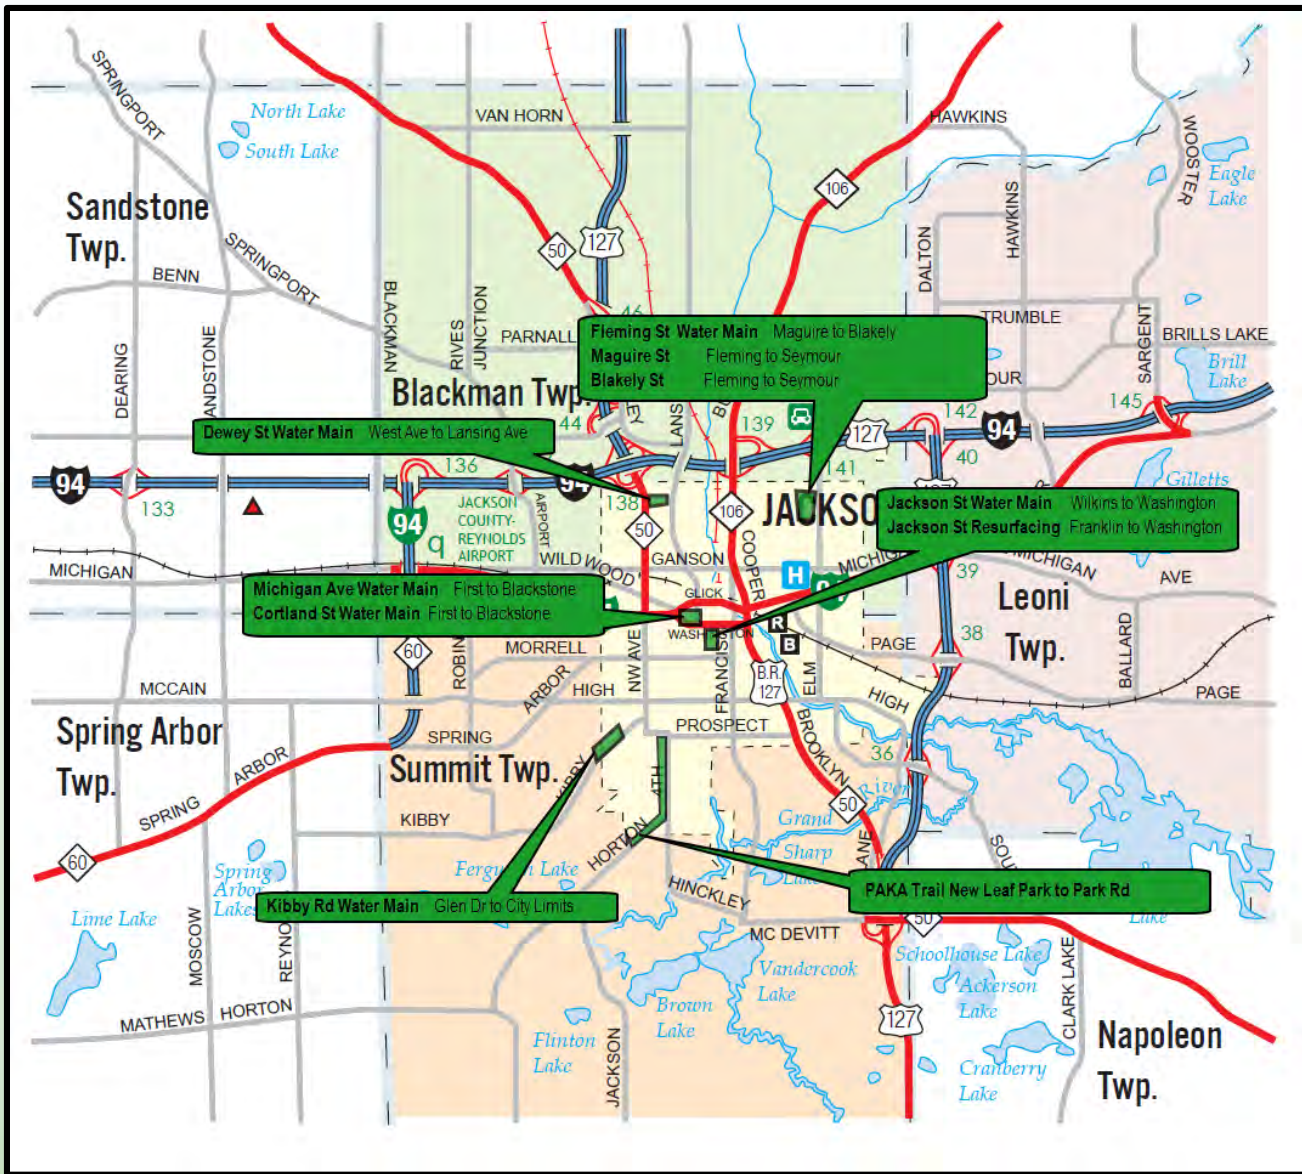 SPRINGPORT
North Lake
South Lake
VAN HORN
HAWKINS
WOOSTER
Eagle
Lake
106
HAWKINS
Sandstone
Twp.
127
50
DALTON
SPRINGPORT
BENN
BLACKMAN
RIVES
JUNCTION
PARNALL
46
TRUMBLE
SARGENT
BRILLS LAKE
DEARING
Fleming St Water Main Maguire to Blakely
Maguire St Fleming to Seymour
Blakely St Fleming to Seymour
Brill
Lake
Blackman Twp.
44
139
142
145
Dewey St Water Main West Ave to Lansing Ave
127
94
40
136
141
94
94
133
138
JACKSON
COUNTY-
REYNOLDS
AIRPORT
AIRPORT
94
q
50
106
Gilletts
Jackson St Water Main Wilkins to Washington
Jackson St Resurfacing Franklin to Washington
MICHIGAN
WILDWOOD
GANSON
COOPER
MICHIGAN
AVE
39
H
GLICK
Michigan Ave Water Main First to Blackstone
Cortland St Water Main First to Blackstone
Leoni
Twp.
38
R
B
PAGE
BALLARD
60
MORRELL
NW AVE
FRANCIS
B.R.
127
ELM
MCCAIN
ARBOR
HIGH
HIGH
PAGE
Spring Arbor
Twp.
SPRING
PROSPECT
BROOKLYN
36
Summit Twp.
KIBBY
4TH
SPRING
ARBOR
KIBBY
HORTON
50
River
Grand
Sharp
60
Spring
Arbor
Lakes
HINCKLEY
PAKA Trail New Leaf Park to Park Rd
Kibby Rd Water Main Glen Dr to City Limits
Lime Lake
MOSCOW
MC DEVITT
50
Lake
Schoolhouse Lake
Ackerson
Lake
CLARK LAKE
Vandercook
Lake
Brown
Lake
MATHEWS
HORTON
Flinton
Lake
JACKSON
127
Cranberry
Lake
Napoleon
Twp.